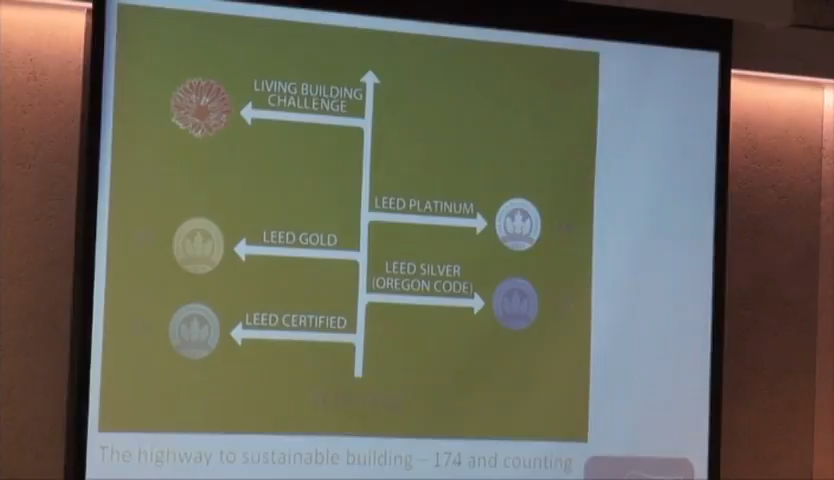 LIVING BUILDING
CHALLENGE
LEED PLATINUM
LEED GOLD
LEED SILVER
(OREGON CODE)
LEED CERTIFIED
The highway to sustainable building – 174 and counting